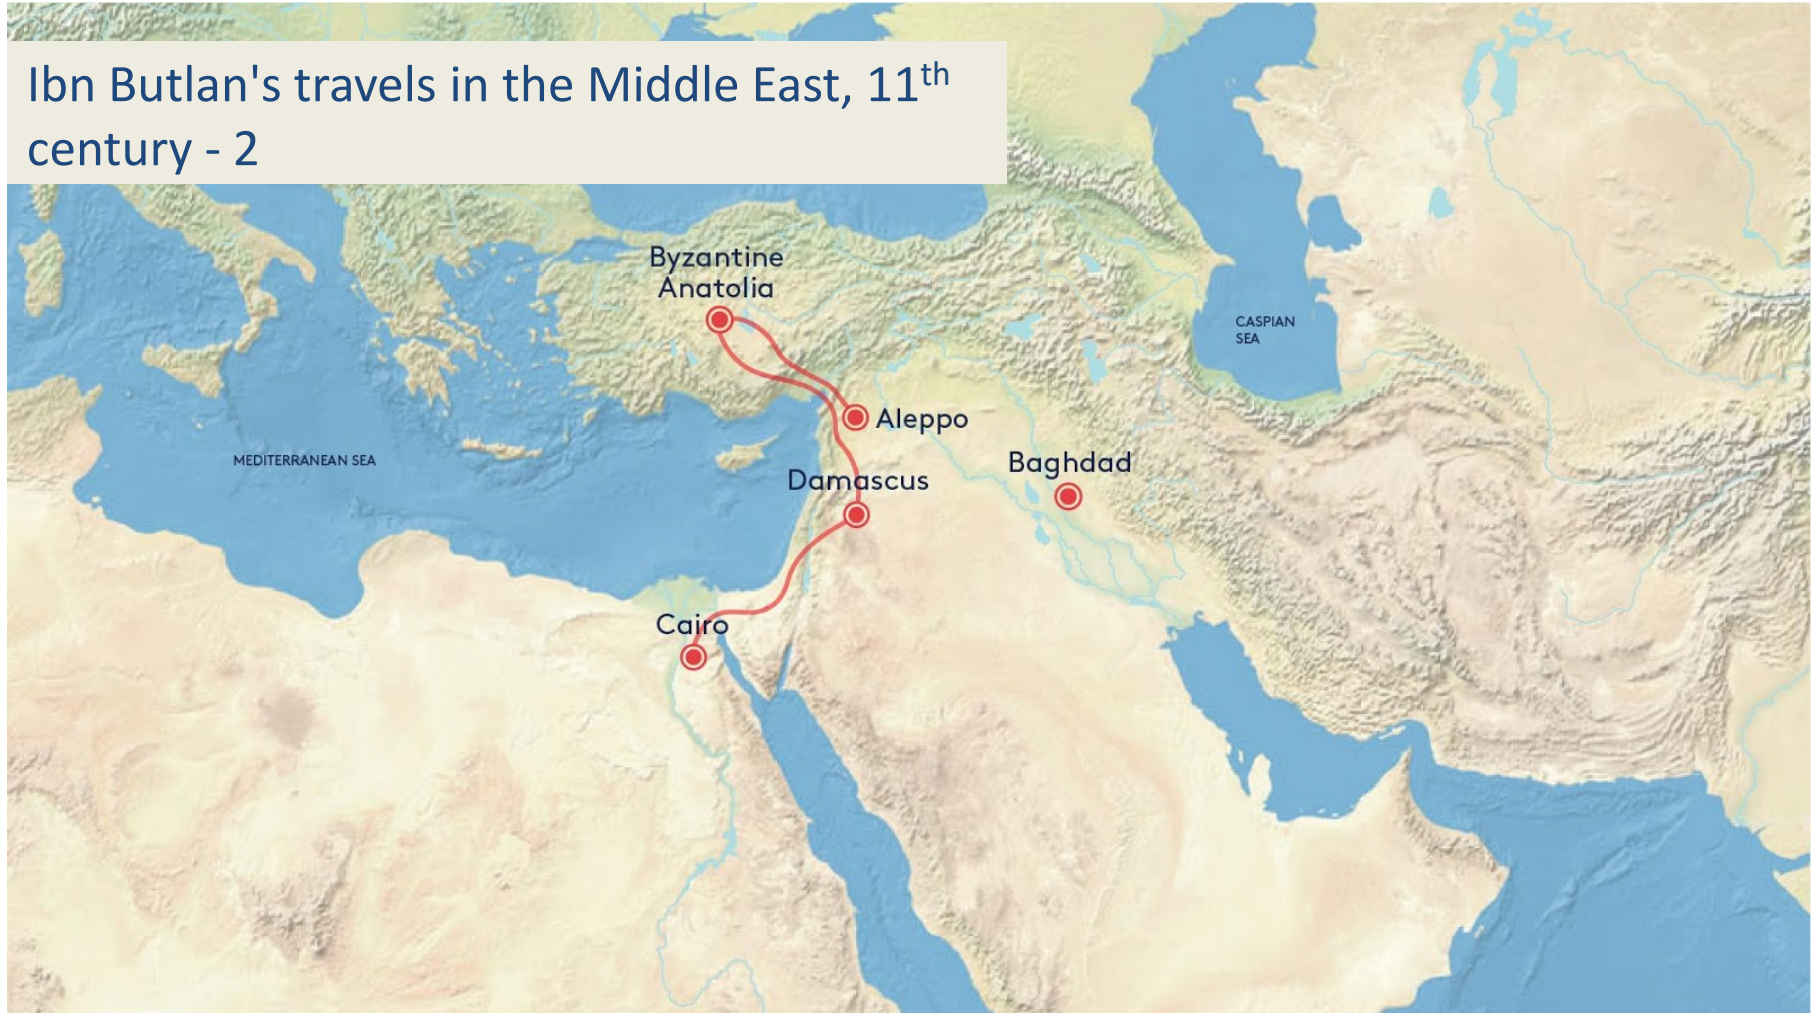 Ibn Butlan's travels in the Middle East, 11th
century - 2
Byzantine
Anatolia
CASPIAN
SEA
Aleppo
MEDITERRANEAN SEA
Baghdad
Damascus
Cairo